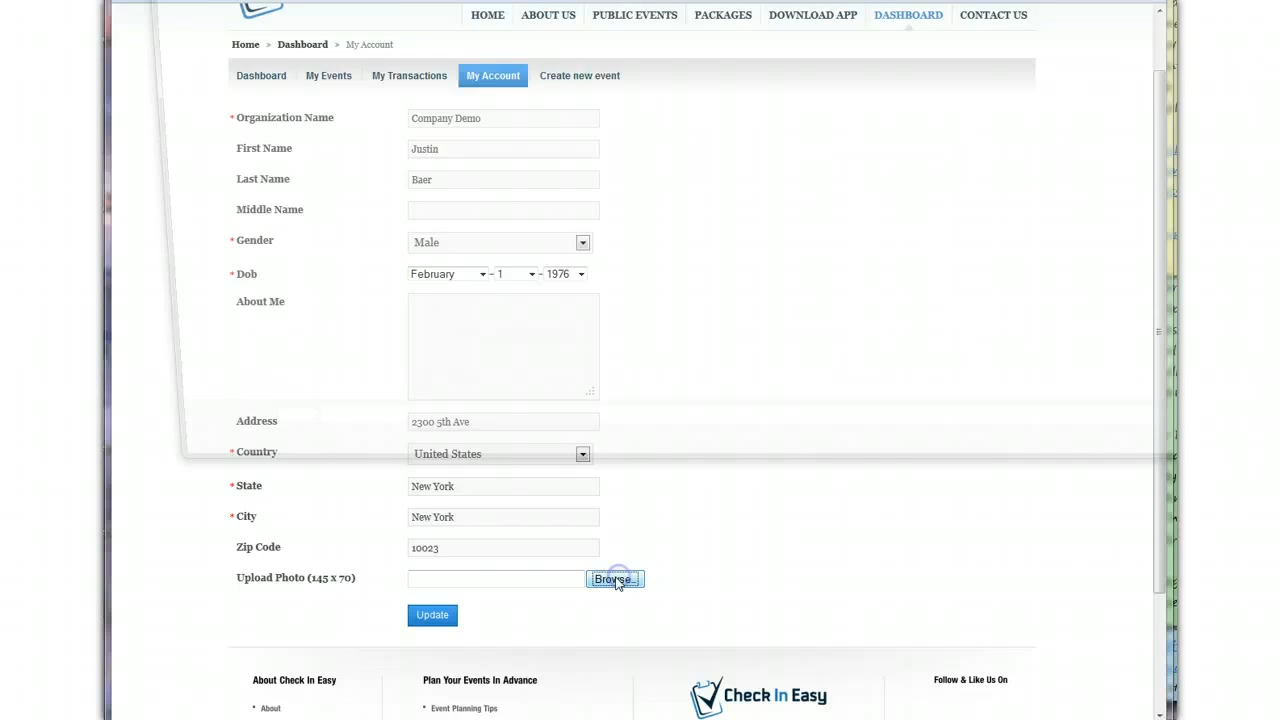 HOME ABOUT US PUBLIC EVENTS PACKAGES DOWNLOAD APP DASHBOARD CONTACT US
Home » Dashboard » My Account
Dashboard My Events My Transactions My Account Create new event
* Organization Name Company Demo
First Name Justin
Last Name Baer
Middle Name
* Gender Male
* Dob February - 1 - 1976
About Me
Address 2300 5th Ave
* Country United States
* State New York
* City New York
Zip Code 10023
Upload Photo (145 x 70) Browse...
Update
About Check In Easy Plan Your Events In Advance Check In Easy Follow & Like Us On
• About • Event Planning Tips